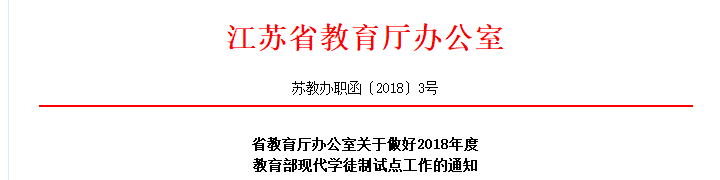 江苏省教育厅办公室
苏教办职函〔2018〕3号
省教育厅办公室关于做好2018年度
教育部现代学徒制试点工作的通知